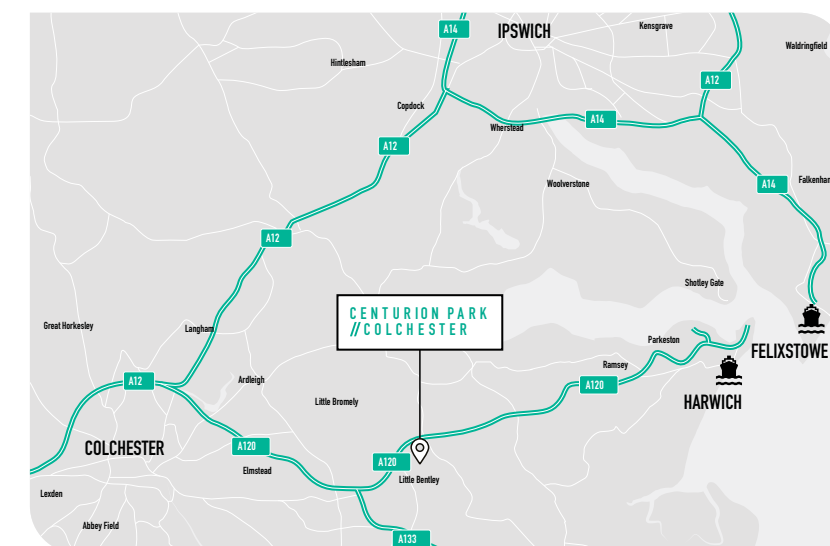 A14
IPSWICH
Kensgrave
Waldringfield
Hintlesham
A12
Copdock
A14
Wherstead
A12
Woolverstone
A14
Falkenham
A12
Shotley Gate
CENTURION PARK
//COLCHESTER
Great Horkesley
Langham
Parkeston
FELIXSTOWE
Ramsey
A12
Ardleigh
A120
HARWICH
Little Bromely
COLCHESTER
A120
A120
Elmstead
Little Bentley
Lexden
Abbey Field
A133